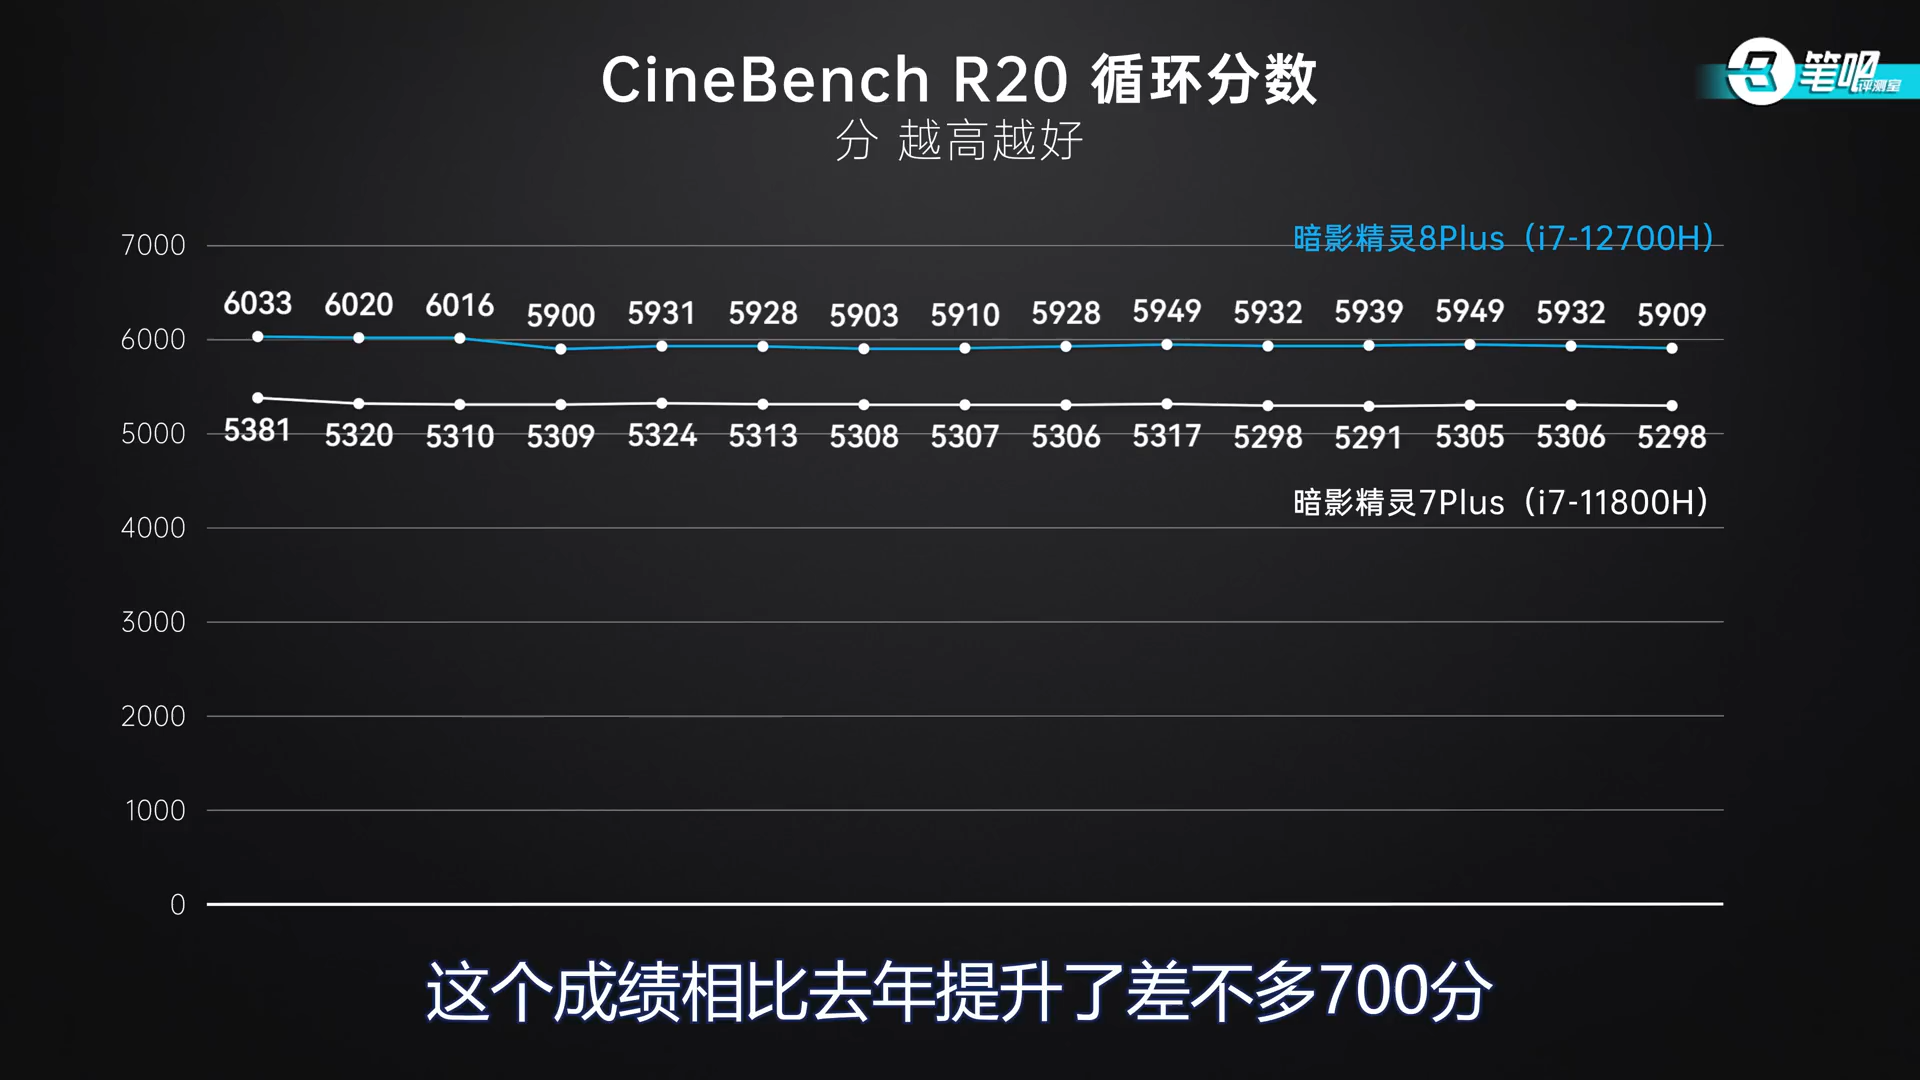 CineBench R20 循环分数
分 越高越好
笔吧评测室
7000
暗影精灵8Plus（i7-12700H）
6033 6020 6016 5900 5931 5928 5903 5910 5928 5949 5932 5939 5949 5932 5909
6000
5381 5320 5310 5309 5324 5313 5308 5307 5306 5317 5298 5291 5305 5306 5298
5000
暗影精灵7Plus（i7-11800H）
4000
3000
2000
1000
0
这个成绩相比去年提升了差不多700分